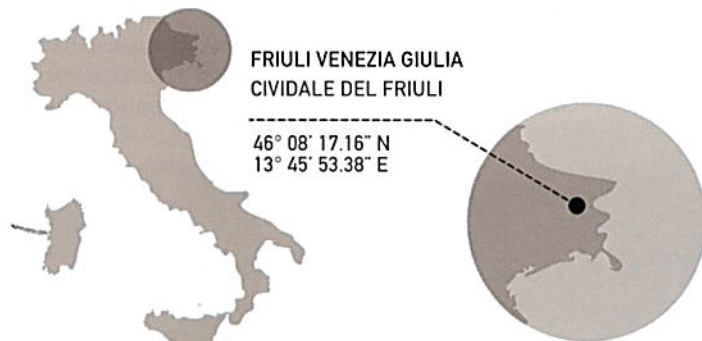 FRIULI VENEZIA GIULIA
CIVIDALE DEL FRIULI
46° 08' 17.16" N
13° 45' 53.38" E